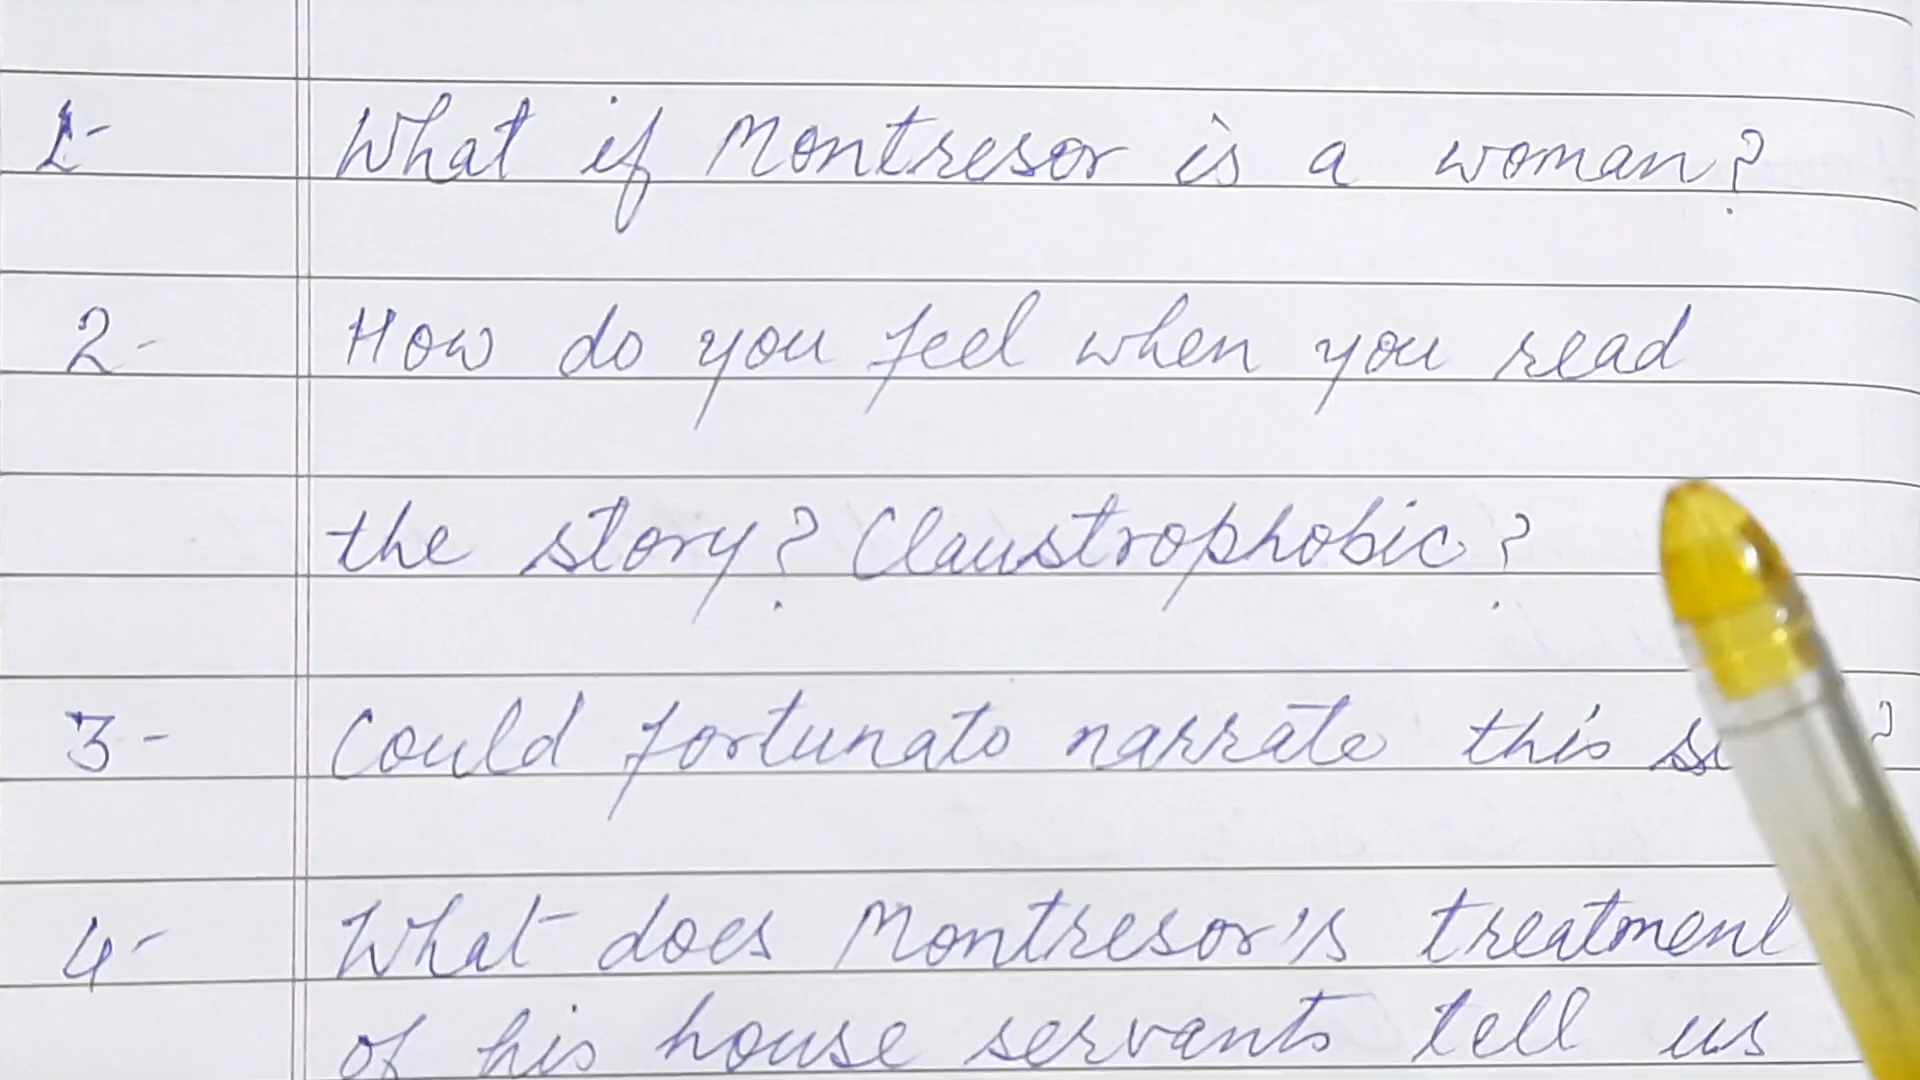 1- What if Montresor is a woman?
2- How do you feel when you read
the story? Claustrophobic?
3- Could fortunato narrate this ?
4- What does Montresor's treatment
of his house servants tell us